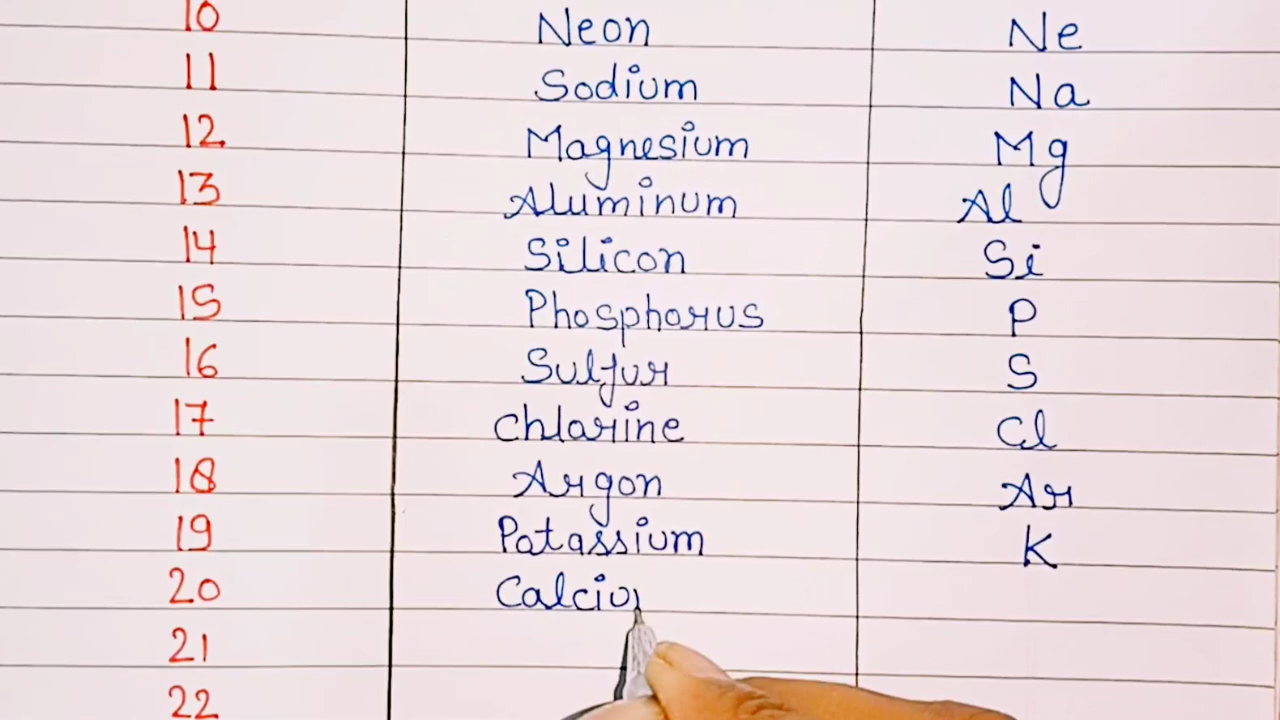 10 Neon Ne
11 Sodium Na
12 Magnesium Mg
13 Aluminum Al
14 Silicon Si
15 Phosphorus P
16 Sulfur S
17 Chlarine Cl
18 Argon Ar
19 Patassium K
20 Calciu
21
22